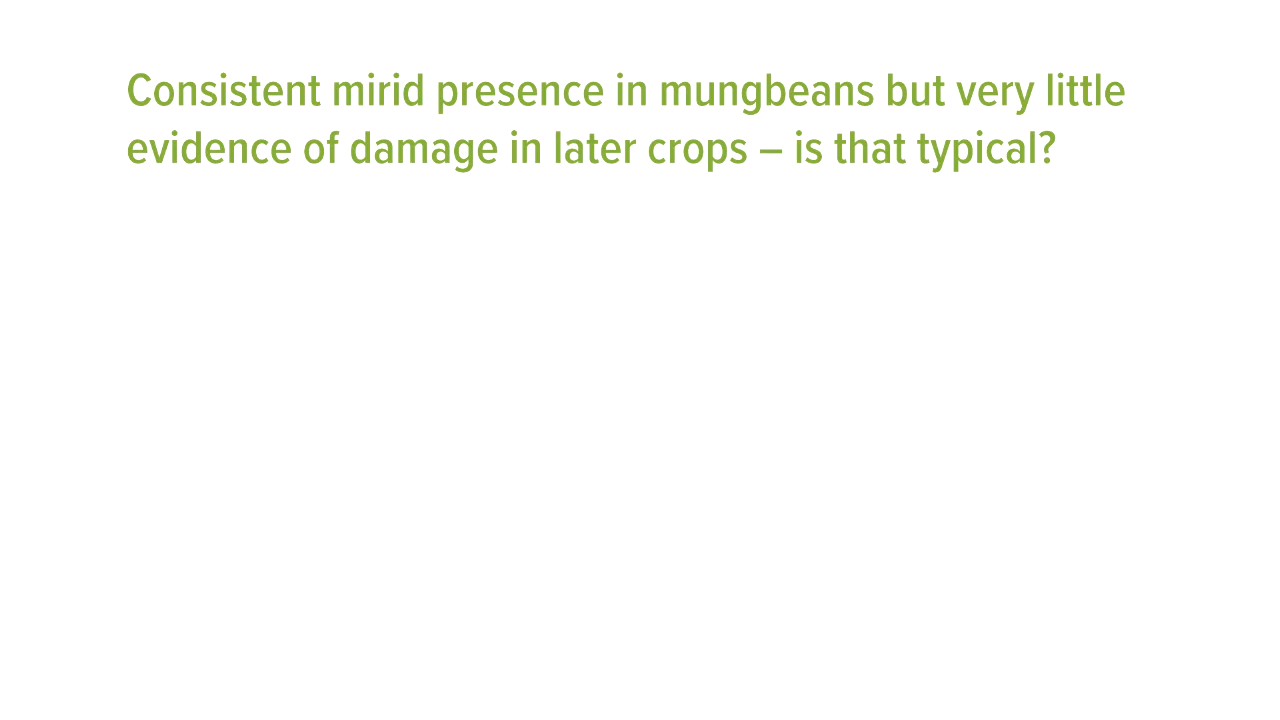 Consistent mirid presence in mungbeans but very little
evidence of damage in later crops – is that typical?